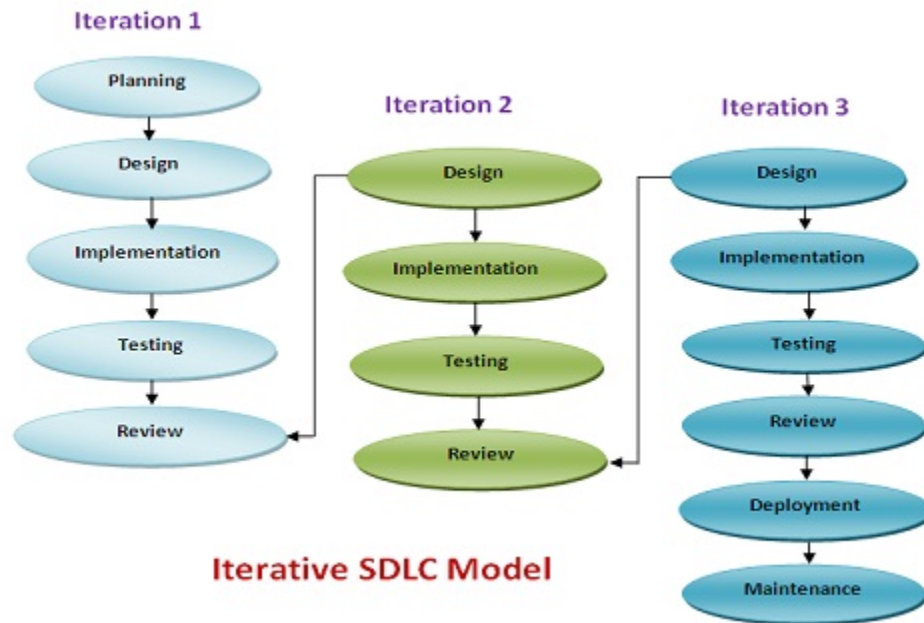 Iteration 1
Planning
Design
Implementation
Testing
Review
Iteration 2
Design
Implementation
Testing
Review
Iteration 3
Design
Implementation
Testing
Review
Deployment
Maintenance
Iterative SDLC Model